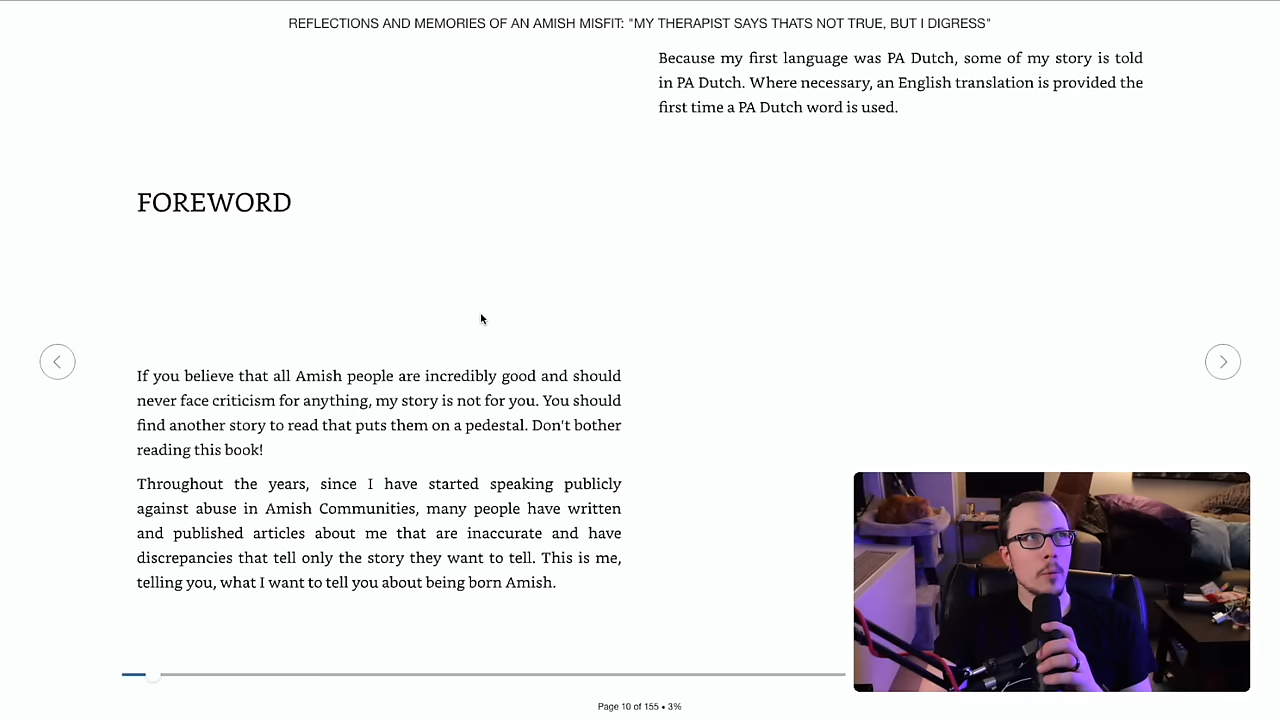 REFLECTIONS AND MEMORIES OF AN AMISH MISFIT: "MY THERAPIST SAYS THATS NOT TRUE, BUT I DIGRESS"
FOREWORD
If you believe that all Amish people are incredibly good and should
never face criticism for anything, my story is not for you. You should
find another story to read that puts them on a pedestal. Don't bother
reading this book!
Throughout the years, since I have started speaking publicly
against abuse in Amish Communities, many people have written
and published articles about me that are inaccurate and have
discrepancies that tell only the story they want to tell. This is me,
telling you, what I want to tell you about being born Amish.
Because my first language was PA Dutch, some of my story is told
in PA Dutch. Where necessary, an English translation is provided the
first time a PA Dutch word is used.
Page 10 of 155 • 3%